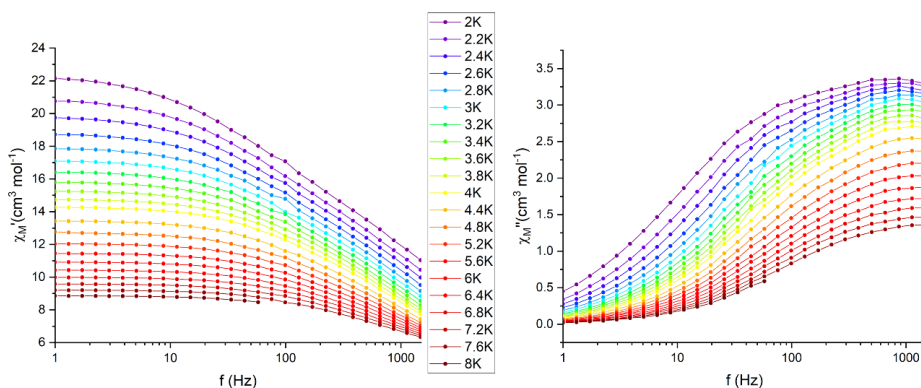 24
22
20
18
16
14
12
10
8
6
χM'(cm³ mol⁻¹)
1
10
100
1000
f (Hz)
2K
2.2K
2.4K
2.6K
2.8K
3K
3.2K
3.4K
3.6K
3.8K
4K
4.4K
4.8K
5.2K
5.6K
6K
6.4K
6.8K
7.2K
7.6K
8K
3.5
3.0
2.5
2.0
1.5
1.0
0.5
0.0
χM''(cm³ mol⁻¹)
1
10
100
1000
f (Hz)